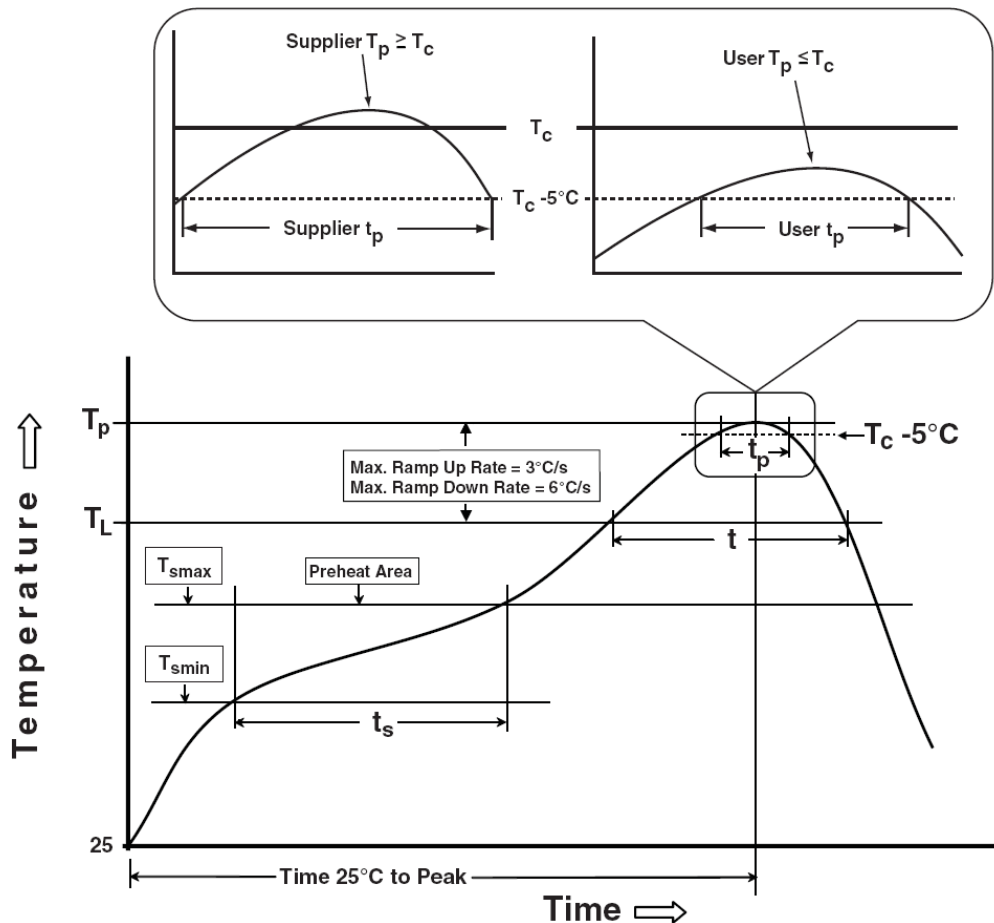 Supplier Tp ≥ Tc
User Tp ≤ Tc
Tc
Tc -5°C
Supplier tp
User tp
Tp
Tc -5°C
tp
Max. Ramp Up Rate = 3°C/s
Max. Ramp Down Rate = 6°C/s
TL
t
Tsmax
Preheat Area
Tsmin
ts
Temperature
25
Time 25°C to Peak
Time